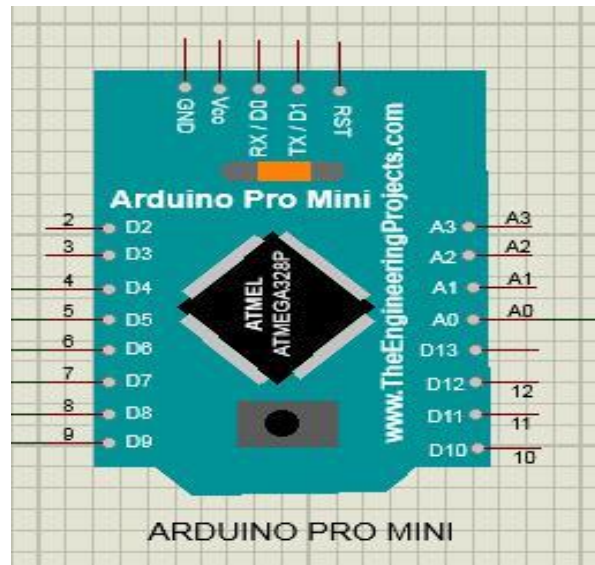 GND
Vcc
RX / D0
TX / D1
RST
Arduino Pro Mini
www.TheEngineeringProjects.com
2 D2
3 D3
4 D4
5 D5
6 D6
7 D7
8 D8
9 D9
ATMEL
ATMEGA328P
A3 A3
A2 A2
A1 A1
A0 A0
D13
D12 12
D11 11
D10 10
ARDUINO PRO MINI